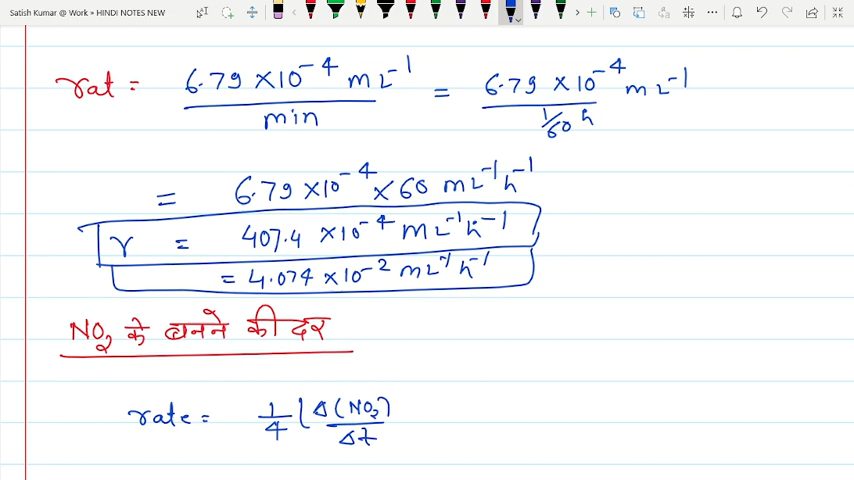 Satish Kumar @ Work » HINDI NOTES NEW
rat = 6.79 ×10⁻⁴ mL⁻¹ / min = 6.79 ×10⁻⁴ mL⁻¹ / 1/60 h
= 6.79 ×10⁻⁴ × 60 mL⁻¹ h⁻¹
r = 407.4 ×10⁻⁴ mL⁻¹ h⁻¹
= 4.074 ×10⁻² mL⁻¹ h⁻¹
NO₂ के बनने की दर
rate = 1/4 ( Δ(NO₂) / Δt